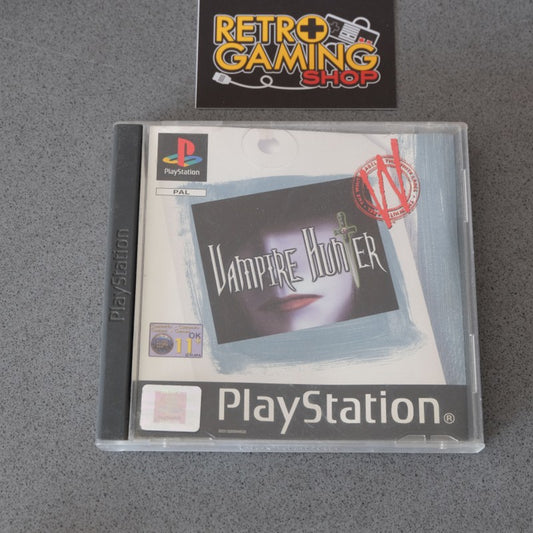 RETRO
GAMING
SHOP
PlayStation
PAL
W
VAMPIRE HUNTER
OK
11
PlayStation®
PlayStation